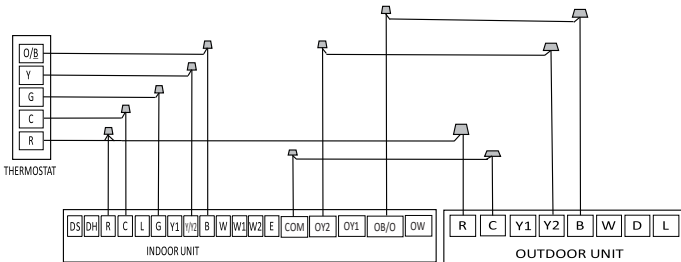 O/B
Y
G
C
R
THERMOSTAT
DS DH R C L G Y1 Y/Y2 B W W1 W2 E COM OY2 OY1 OB/O OW
INDOOR UNIT
R C Y1 Y2 B W D L
OUTDOOR UNIT